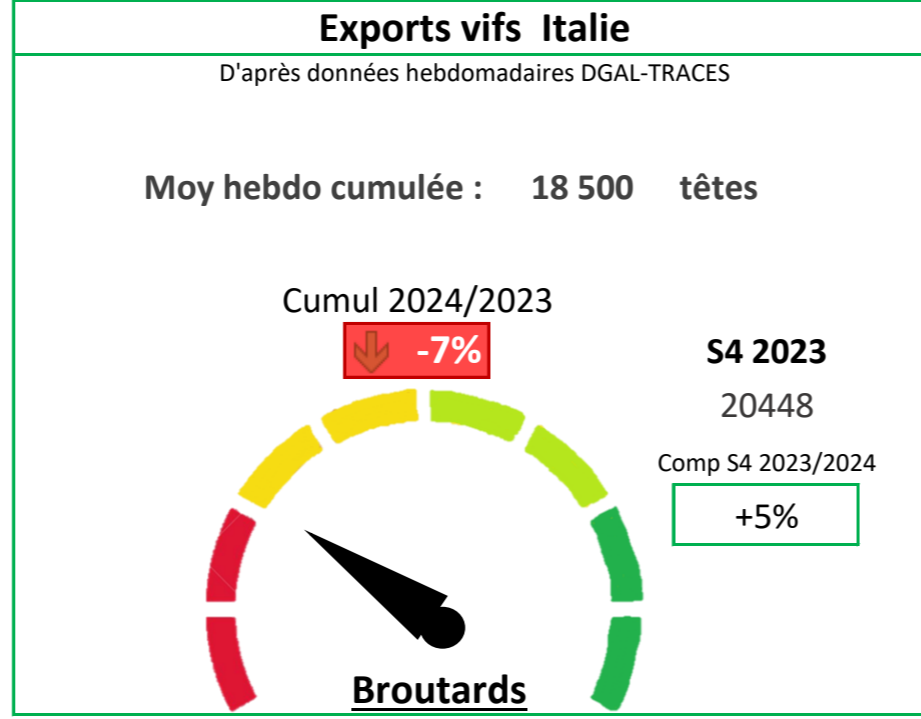 Exports vifs Italie
D'après données hebdomadaires DGAL-TRACES
Moy hebdo cumulée : 18 500 têtes
Cumul 2024/2023
-7%
S4 2023
20448
Comp S4 2023/2024
+5%
Broutards